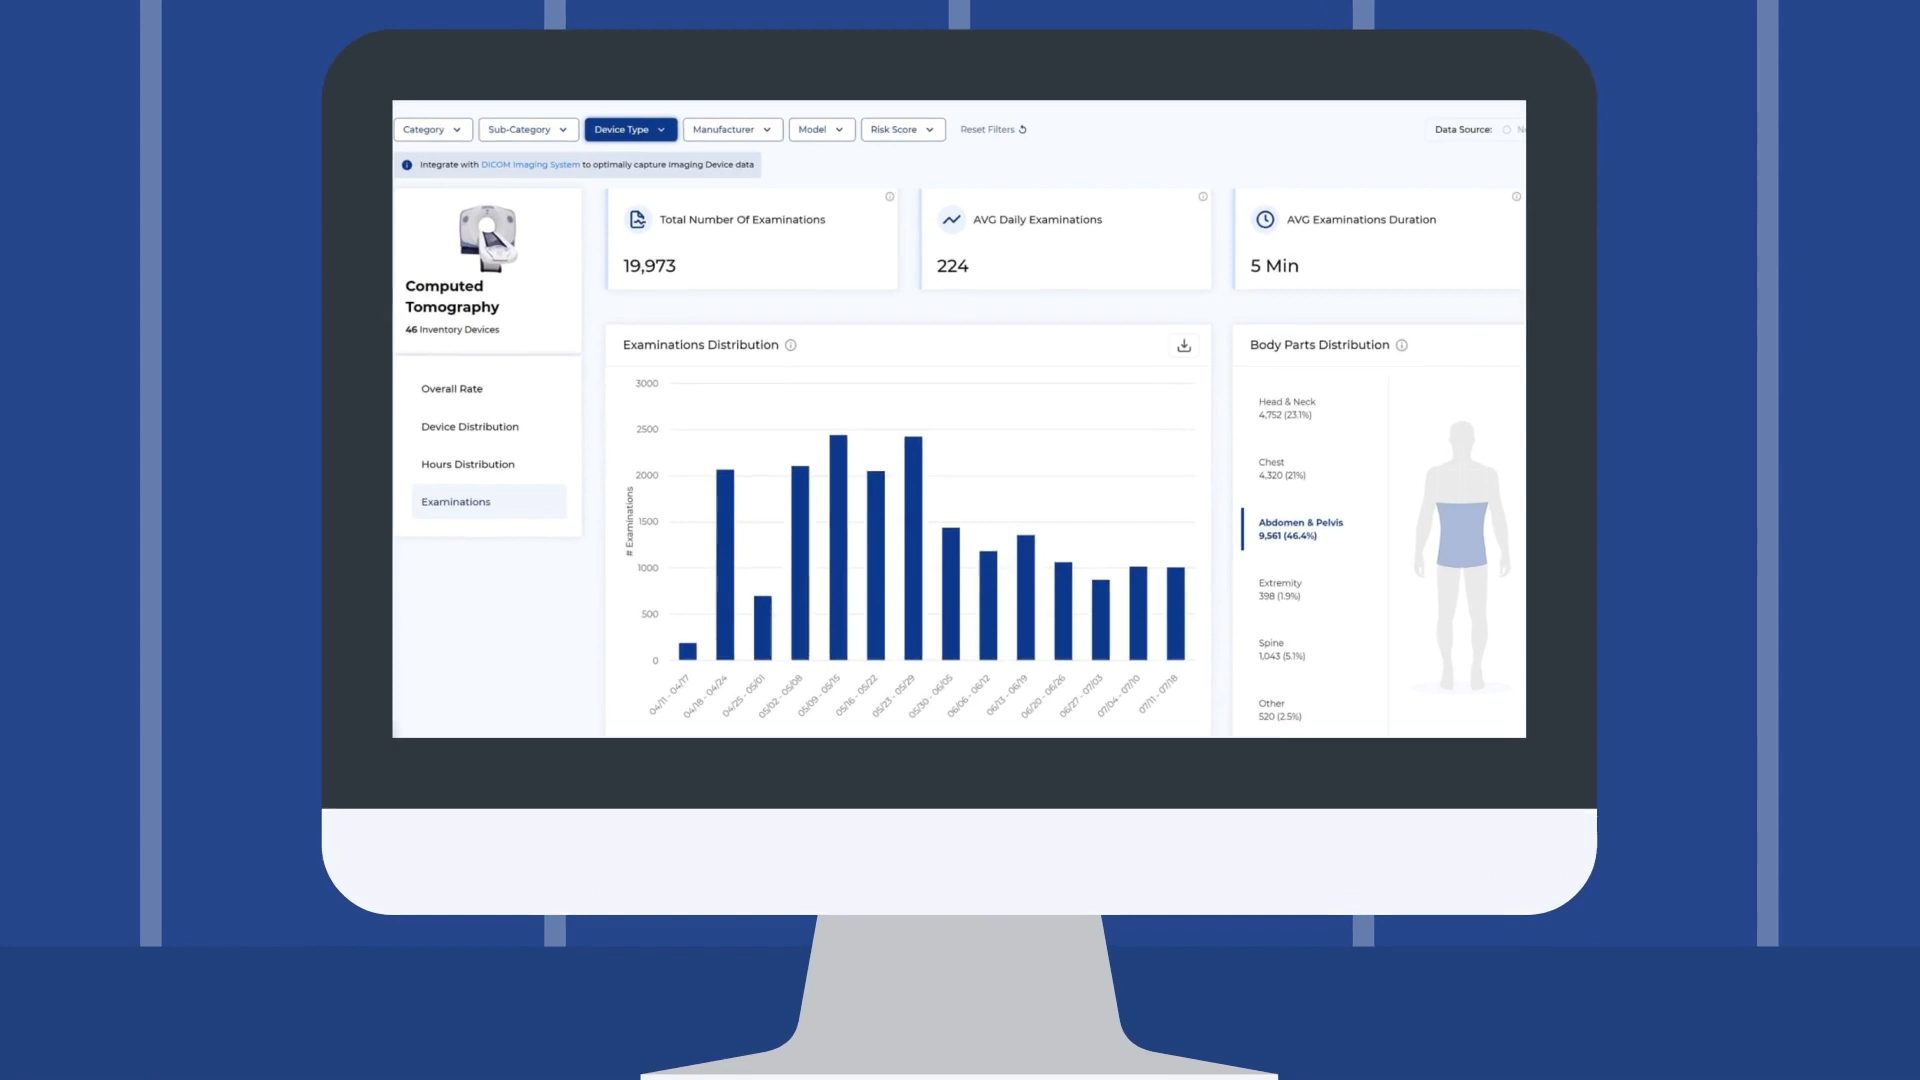 Category
Sub-Category
Device Type
Manufacturer
Model
Risk Score
Reset Filters
Data Source:
Integrate with DICOM Imaging System to optimally capture Imaging Device data
Computed
Tomography
46 Inventory Devices
Overall Rate
Device Distribution
Hours Distribution
Examinations
Total Number Of Examinations
19,973
AVG Daily Examinations
224
AVG Examinations Duration
5 Min
Examinations Distribution
# Examinations
3000
2500
2000
1500
1000
500
0
04/11 - 04/17
04/18 - 04/24
04/25 - 05/01
05/02 - 05/08
05/09 - 05/15
05/16 - 05/22
05/23 - 05/29
05/30 - 06/05
06/06 - 06/12
06/13 - 06/19
06/20 - 06/26
06/27 - 07/03
07/04 - 07/10
07/11 - 07/18
Body Parts Distribution
Head & Neck
4,752 (23.1%)
Chest
4,320 (21%)
Abdomen & Pelvis
9,561 (46.4%)
Extremity
398 (1.9%)
Spine
1,043 (5.1%)
Other
520 (2.5%)